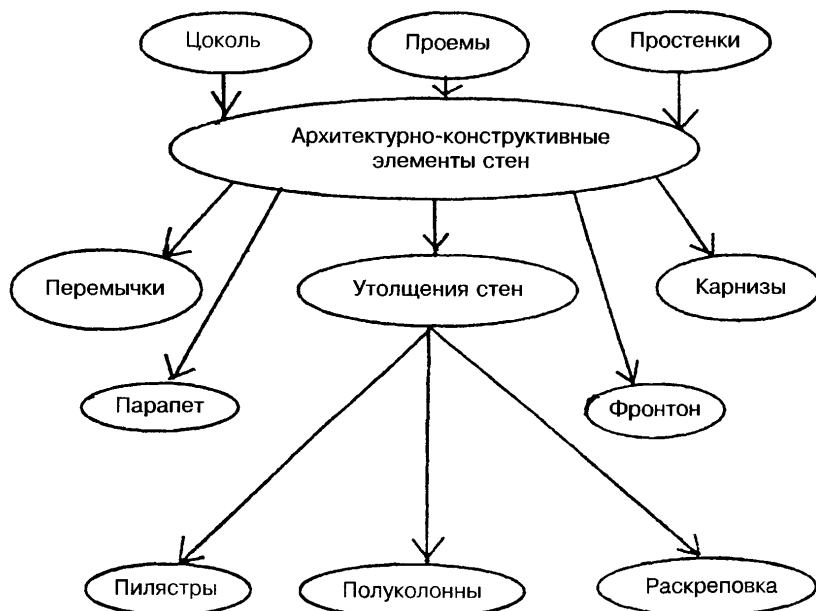 Цоколь
Проемы
Простенки
Архитектурно-конструктивные
элементы стен
Перемычки
Утолщения стен
Карнизы
Парапет
Фронтон
Пилястры
Полуколонны
Раскреповка